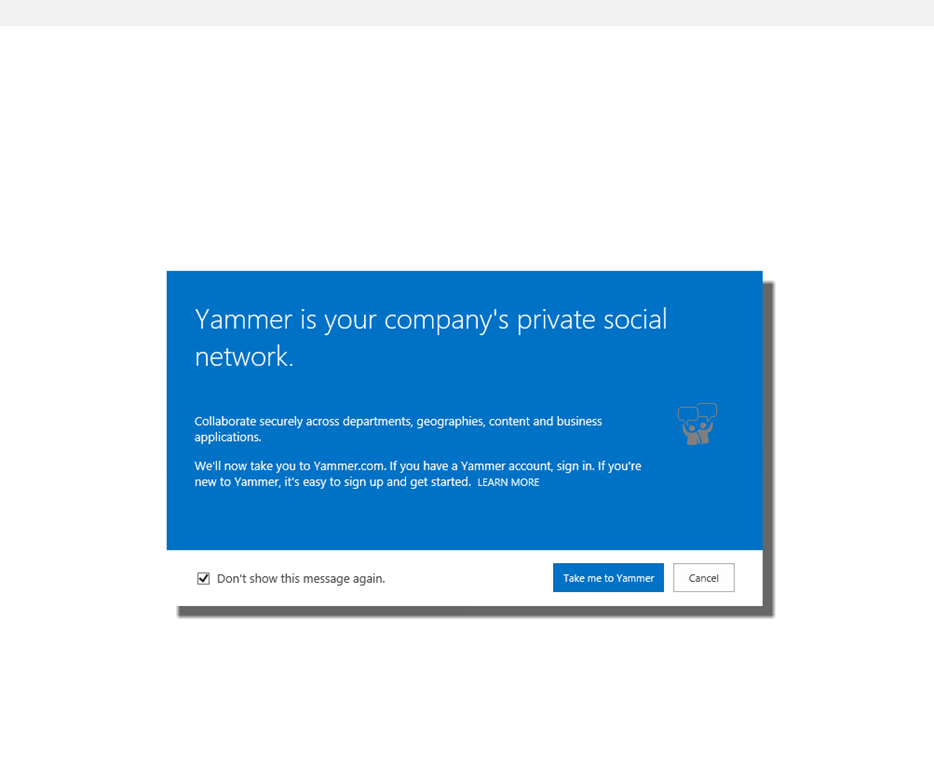 Yammer is your company's private social
network.
Collaborate securely across departments, geographies, content and business
applications.
We'll now take you to Yammer.com. If you have a Yammer account, sign in. If you're
new to Yammer, it's easy to sign up and get started. LEARN MORE
Don't show this message again.
Take me to Yammer
Cancel